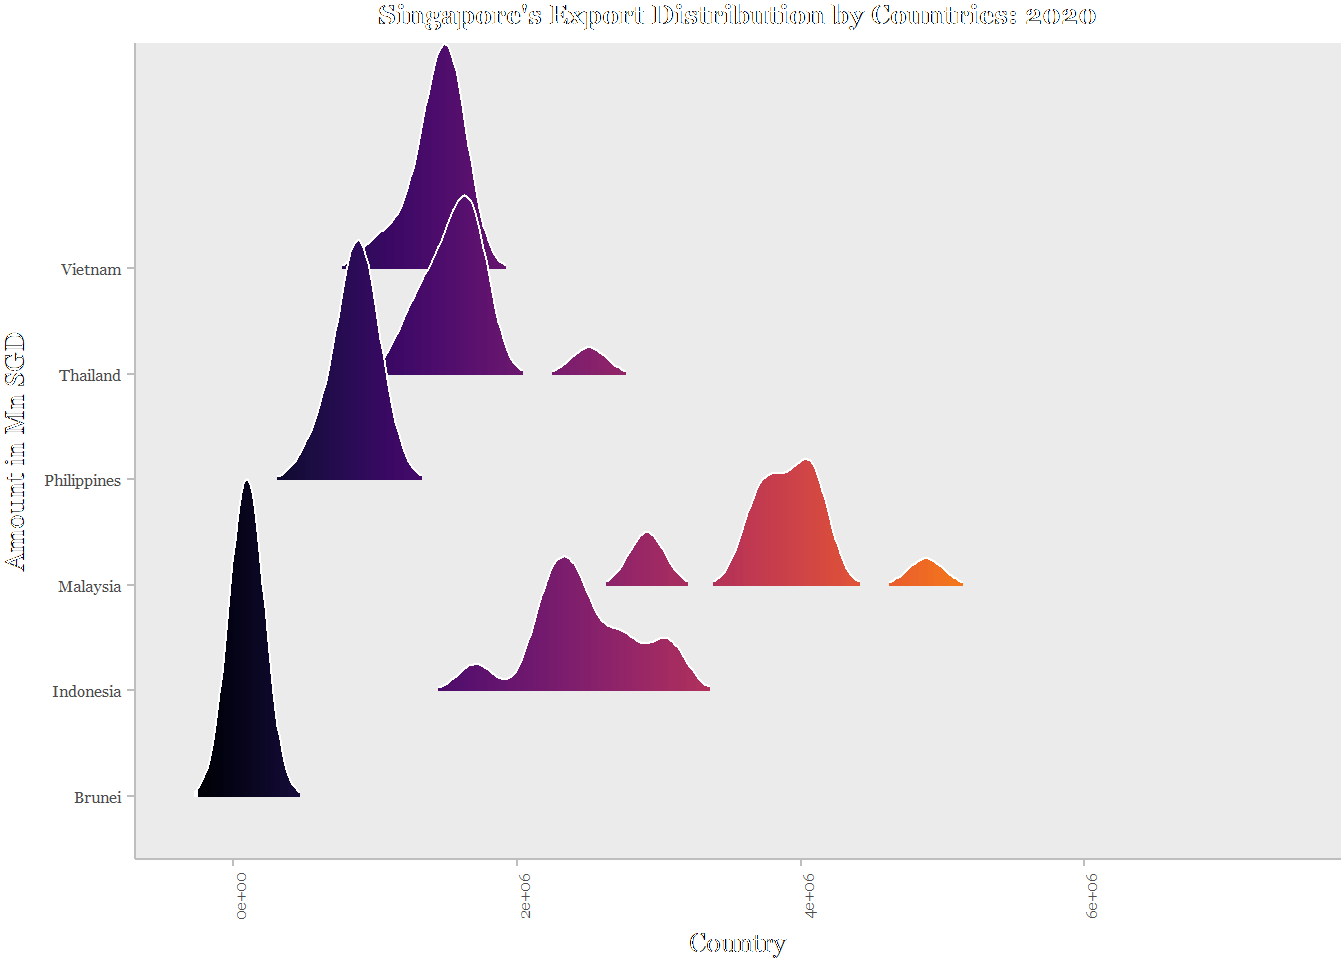 Singapore's Export Distribution by Countries: 2020
Amount in Mn SGD
Vietnam
Thailand
Philippines
Malaysia
Indonesia
Brunei
0e+00
2e+06
4e+06
6e+06
Country